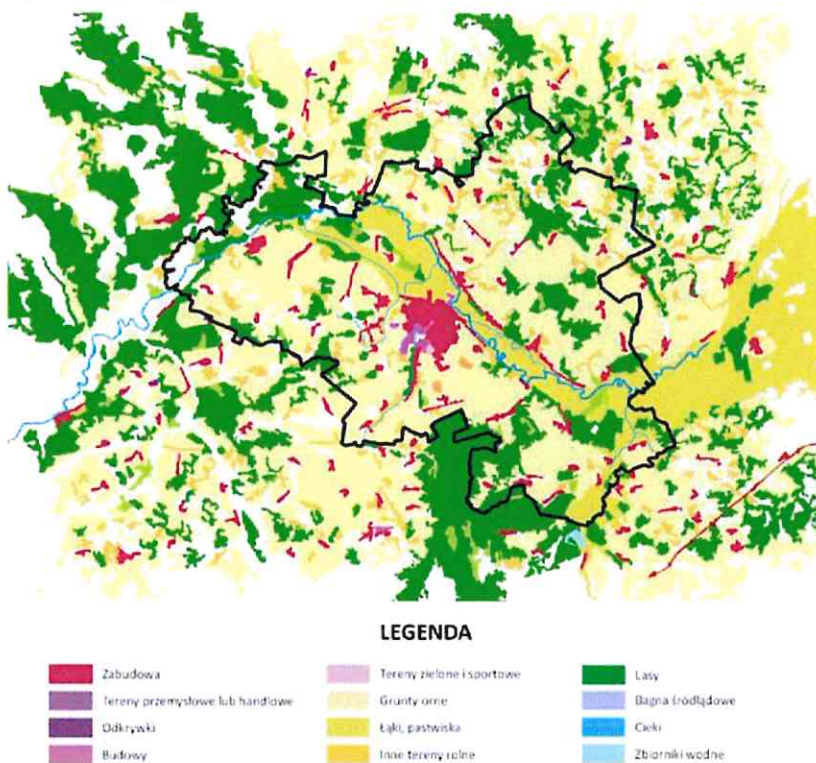 LEGENDA
Zabudowa
Tereny przemysłowe lub handlowe
Odkrywki
Budowy
Tereny zielone i sportowe
Grunty orne
Łąki, pastwiska
Inne tereny rolne
Lasy
Bagna śródlądowe
Cieki
Zbiorniki wodne